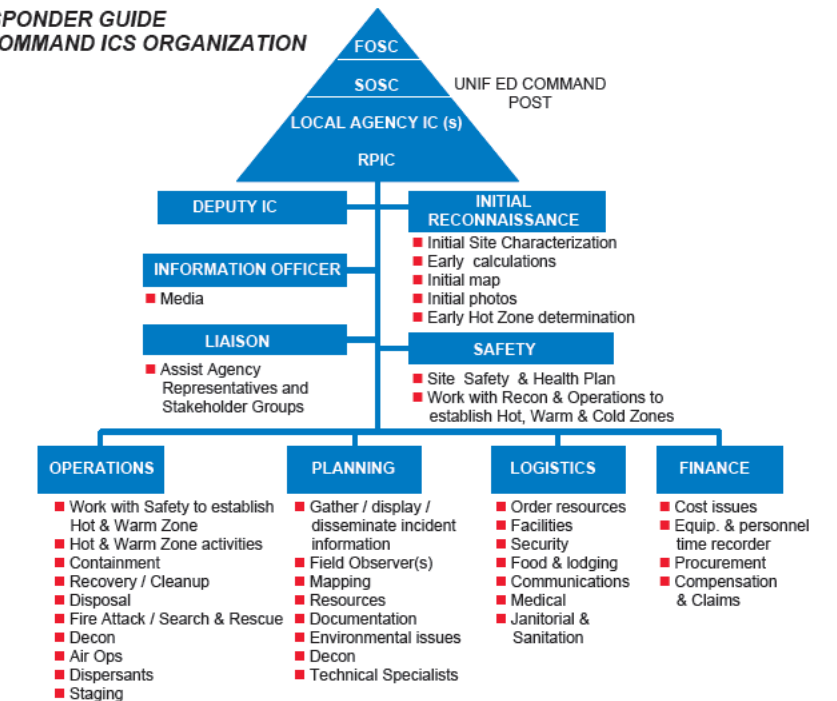 SPONDER GUIDE
OMMAND ICS ORGANIZATION
FOSC
SOSC
LOCAL AGENCY IC (s)
RPIC
UNIF ED COMMAND
POST
DEPUTY IC
INITIAL
RECONNAISSANCE
Initial Site Characterization
Early calculations
Initial map
Initial photos
Early Hot Zone determination
INFORMATION OFFICER
Media
LIAISON
Assist Agency
Representatives and
Stakeholder Groups
SAFETY
Site Safety & Health Plan
Work with Recon & Operations to
establish Hot, Warm & Cold Zones
OPERATIONS
Work with Safety to establish
Hot & Warm Zone
Hot & Warm Zone activities
Containment
Recovery / Cleanup
Disposal
Fire Attack / Search & Rescue
Decon
Air Ops
Dispersants
Staging
PLANNING
Gather / display /
disseminate incident
information
Field Observer(s)
Mapping
Resources
Documentation
Environmental issues
Decon
Technical Specialists
LOGISTICS
Order resources
Facilities
Security
Food & lodging
Communications
Medical
Janitorial &
Sanitation
FINANCE
Cost issues
Equip. & personnel
time recorder
Procurement
Compensation
& Claims